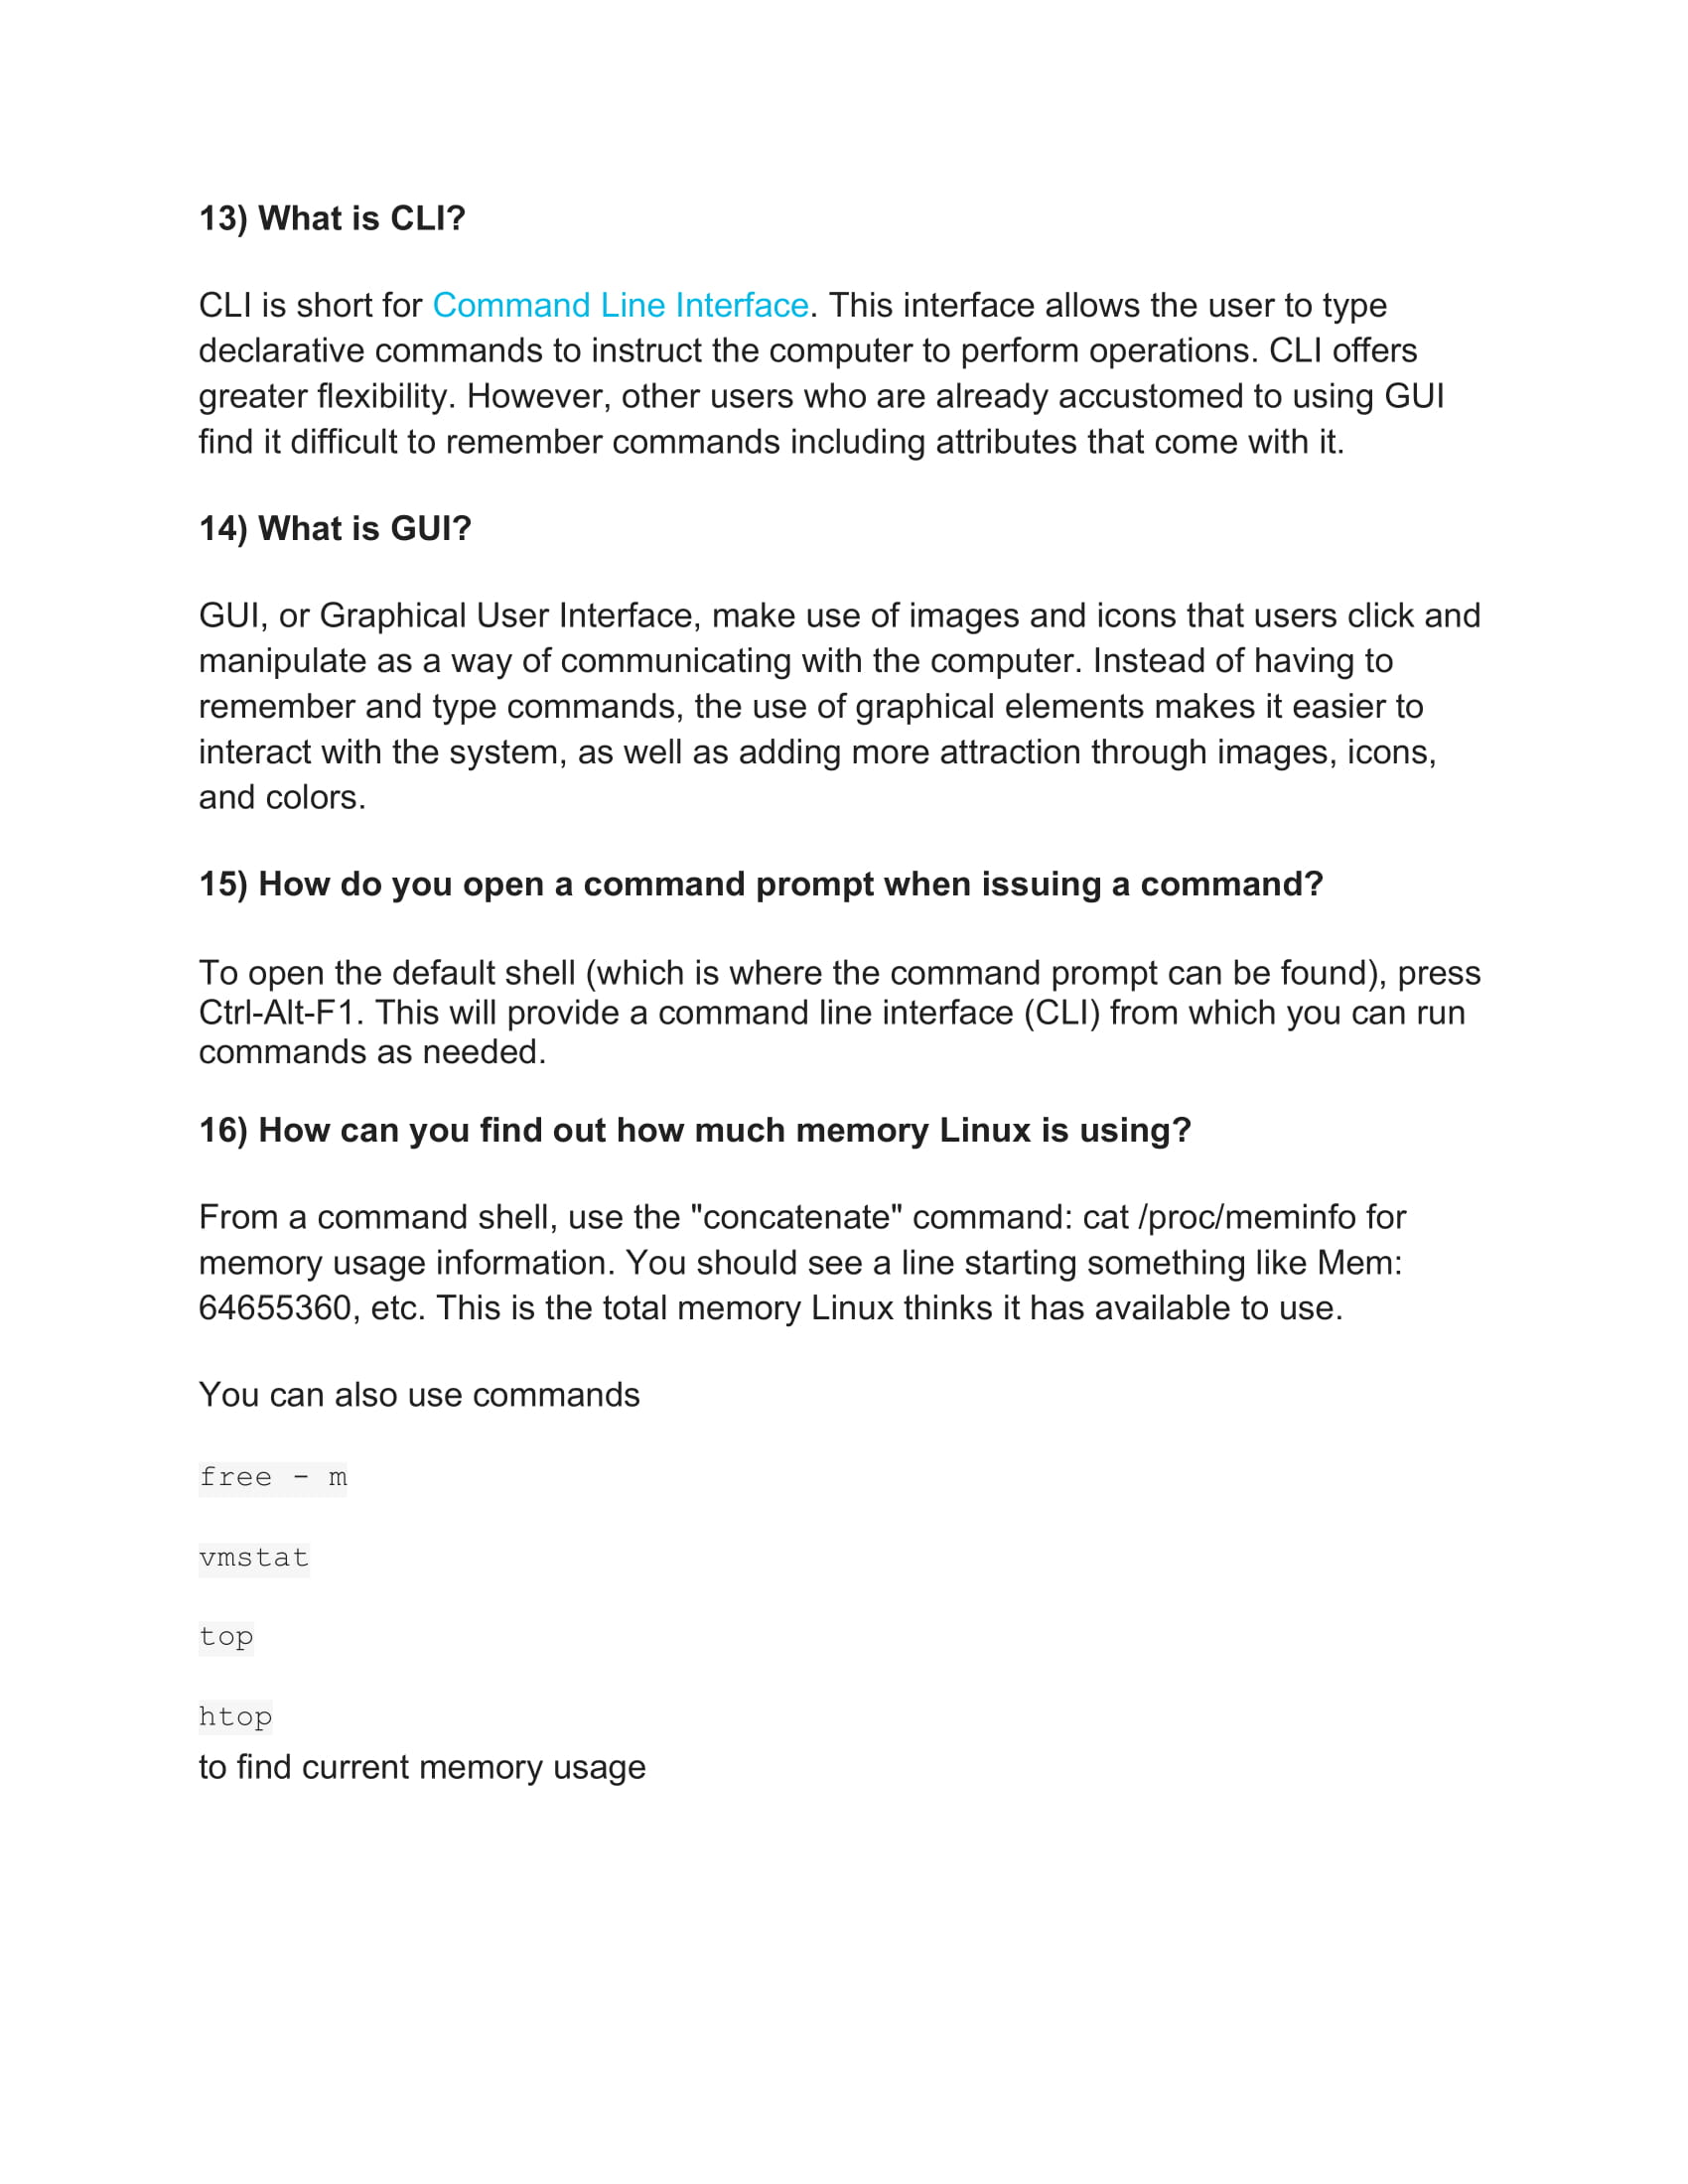 13) What is CLI?
CLI is short for Command Line Interface. This interface allows the user to type
declarative commands to instruct the computer to perform operations. CLI offers
greater flexibility. However, other users who are already accustomed to using GUI
find it difficult to remember commands including attributes that come with it.
14) What is GUI?
GUI, or Graphical User Interface, make use of images and icons that users click and
manipulate as a way of communicating with the computer. Instead of having to
remember and type commands, the use of graphical elements makes it easier to
interact with the system, as well as adding more attraction through images, icons,
and colors.
15) How do you open a command prompt when issuing a command?
To open the default shell (which is where the command prompt can be found), press
Ctrl-Alt-F1. This will provide a command line interface (CLI) from which you can run
commands as needed.
16) How can you find out how much memory Linux is using?
From a command shell, use the "concatenate" command: cat /proc/meminfo for
memory usage information. You should see a line starting something like Mem:
64655360, etc. This is the total memory Linux thinks it has available to use.
You can also use commands
free - m
vmstat
top
htop
to find current memory usage